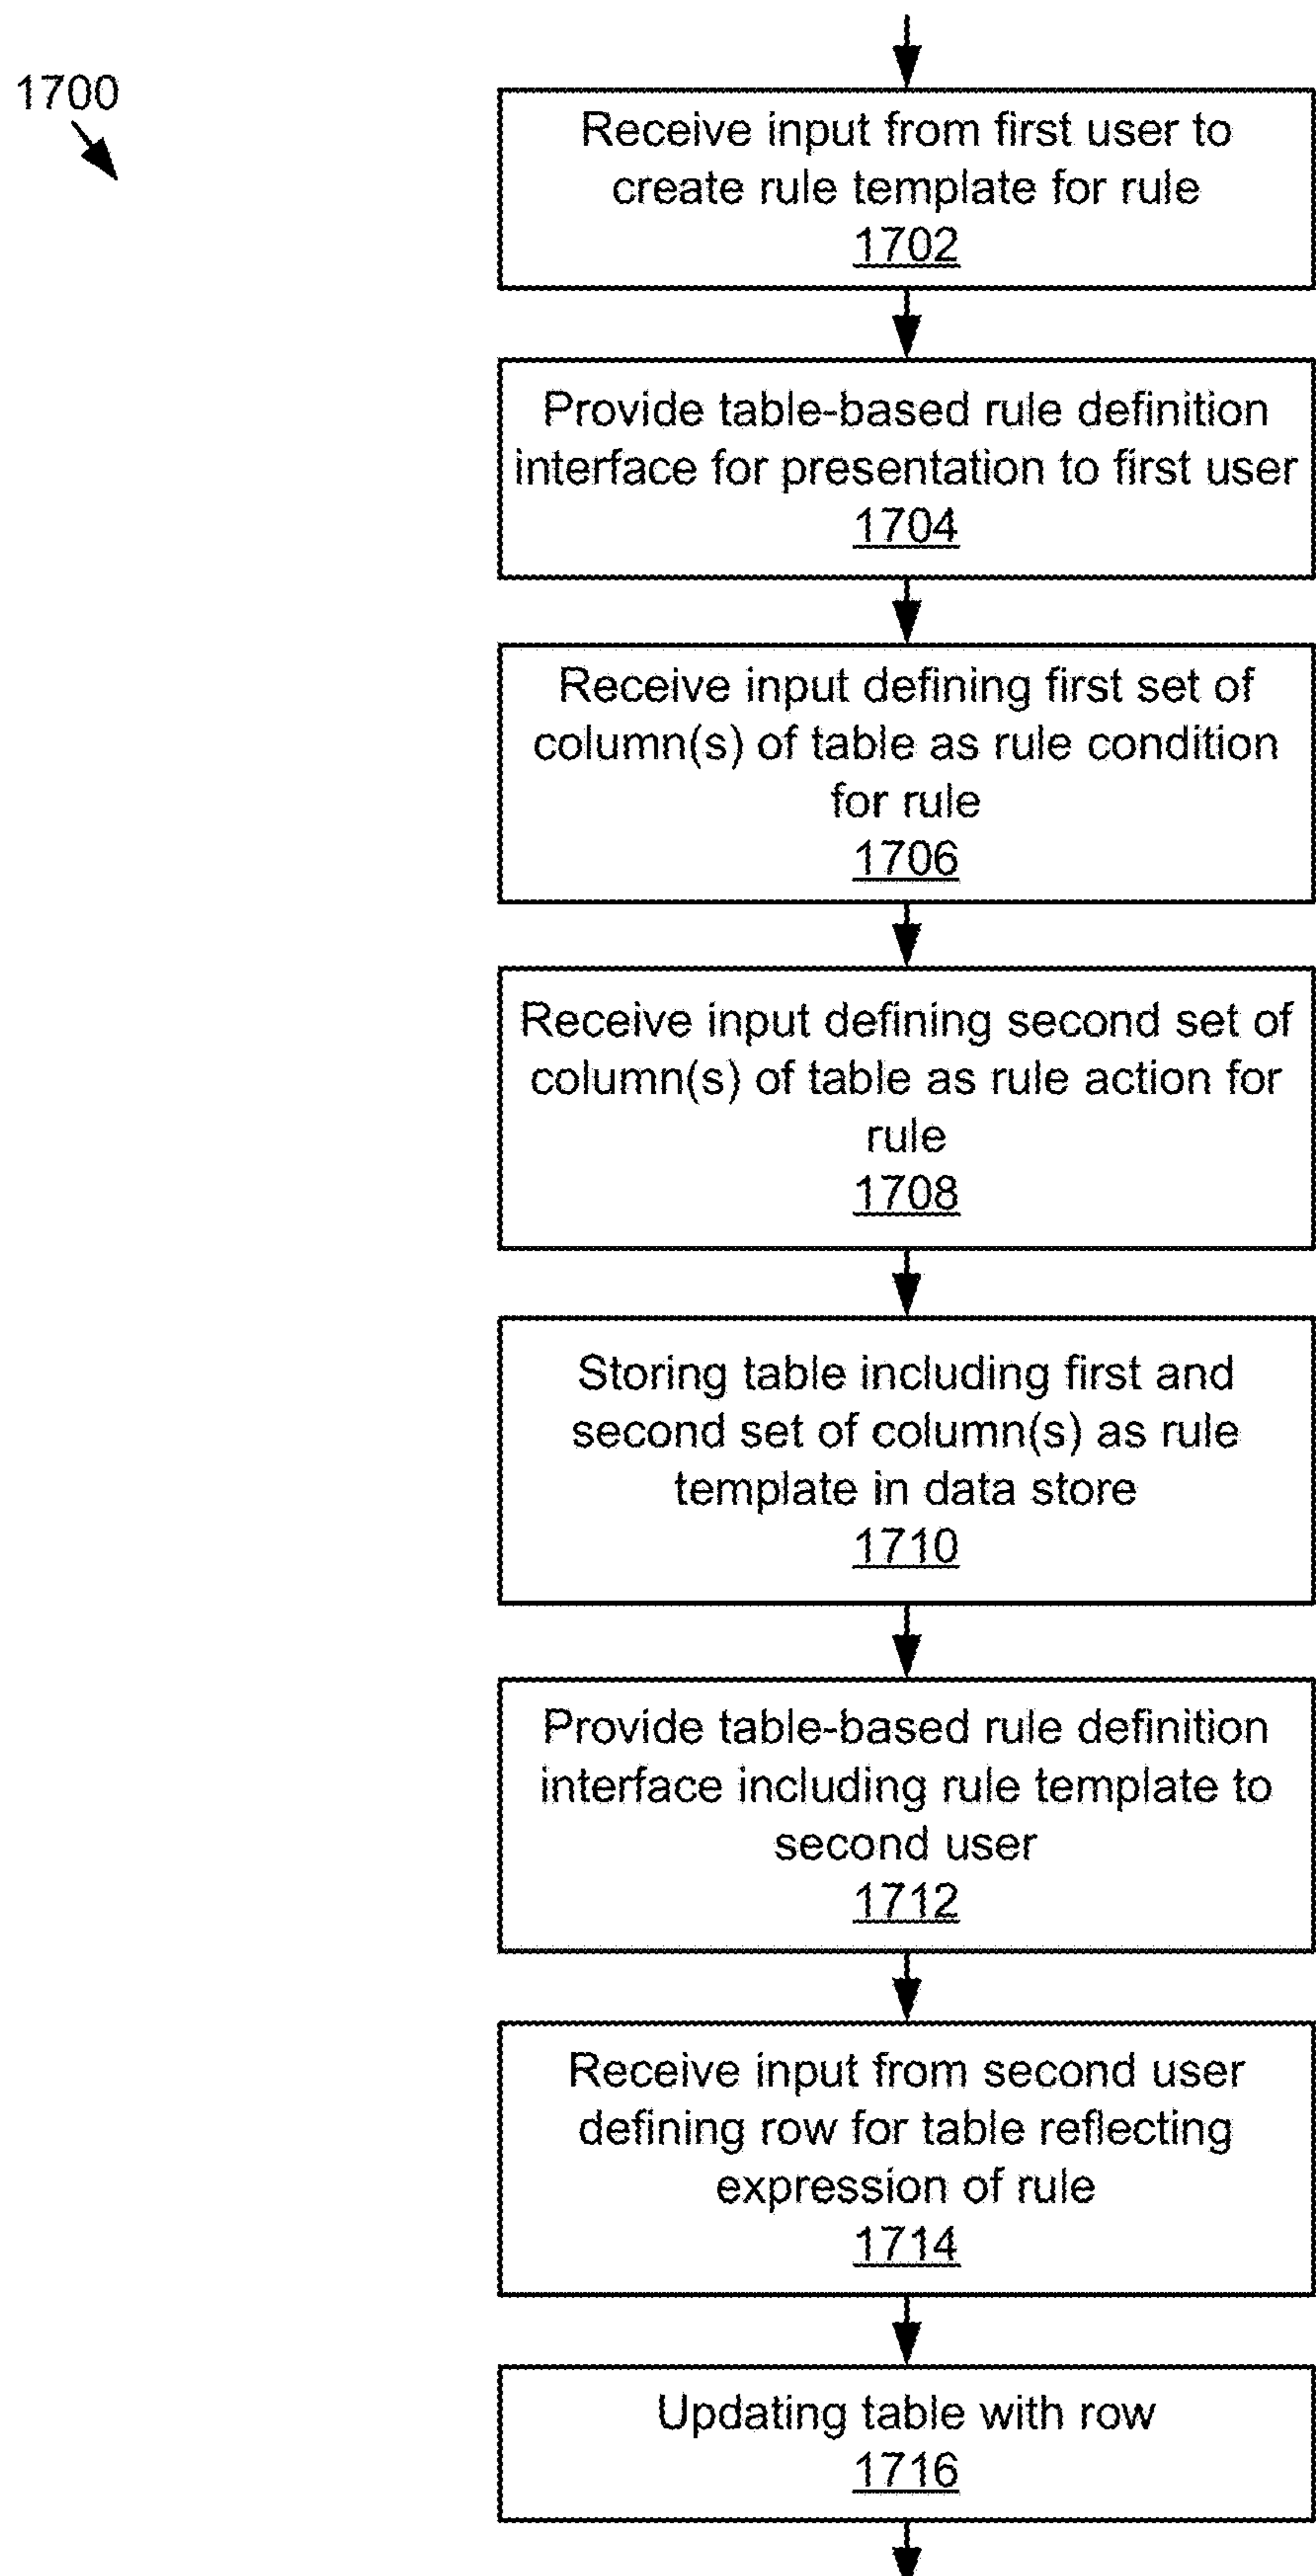 1700
Receive input from first user to
create rule template for rule
1702
Provide table-based rule definition
interface for presentation to first user
1704
Receive input defining first set of
column(s) of table as rule condition
for rule
1706
Receive input defining second set of
column(s) of table as rule action for
rule
1708
Storing table including first and
second set of column(s) as rule
template in data store
1710
Provide table-based rule definition
interface including rule template to
second user
1712
Receive input from second user
defining row for table reflecting
expression of rule
1714
Updating table with row
1716